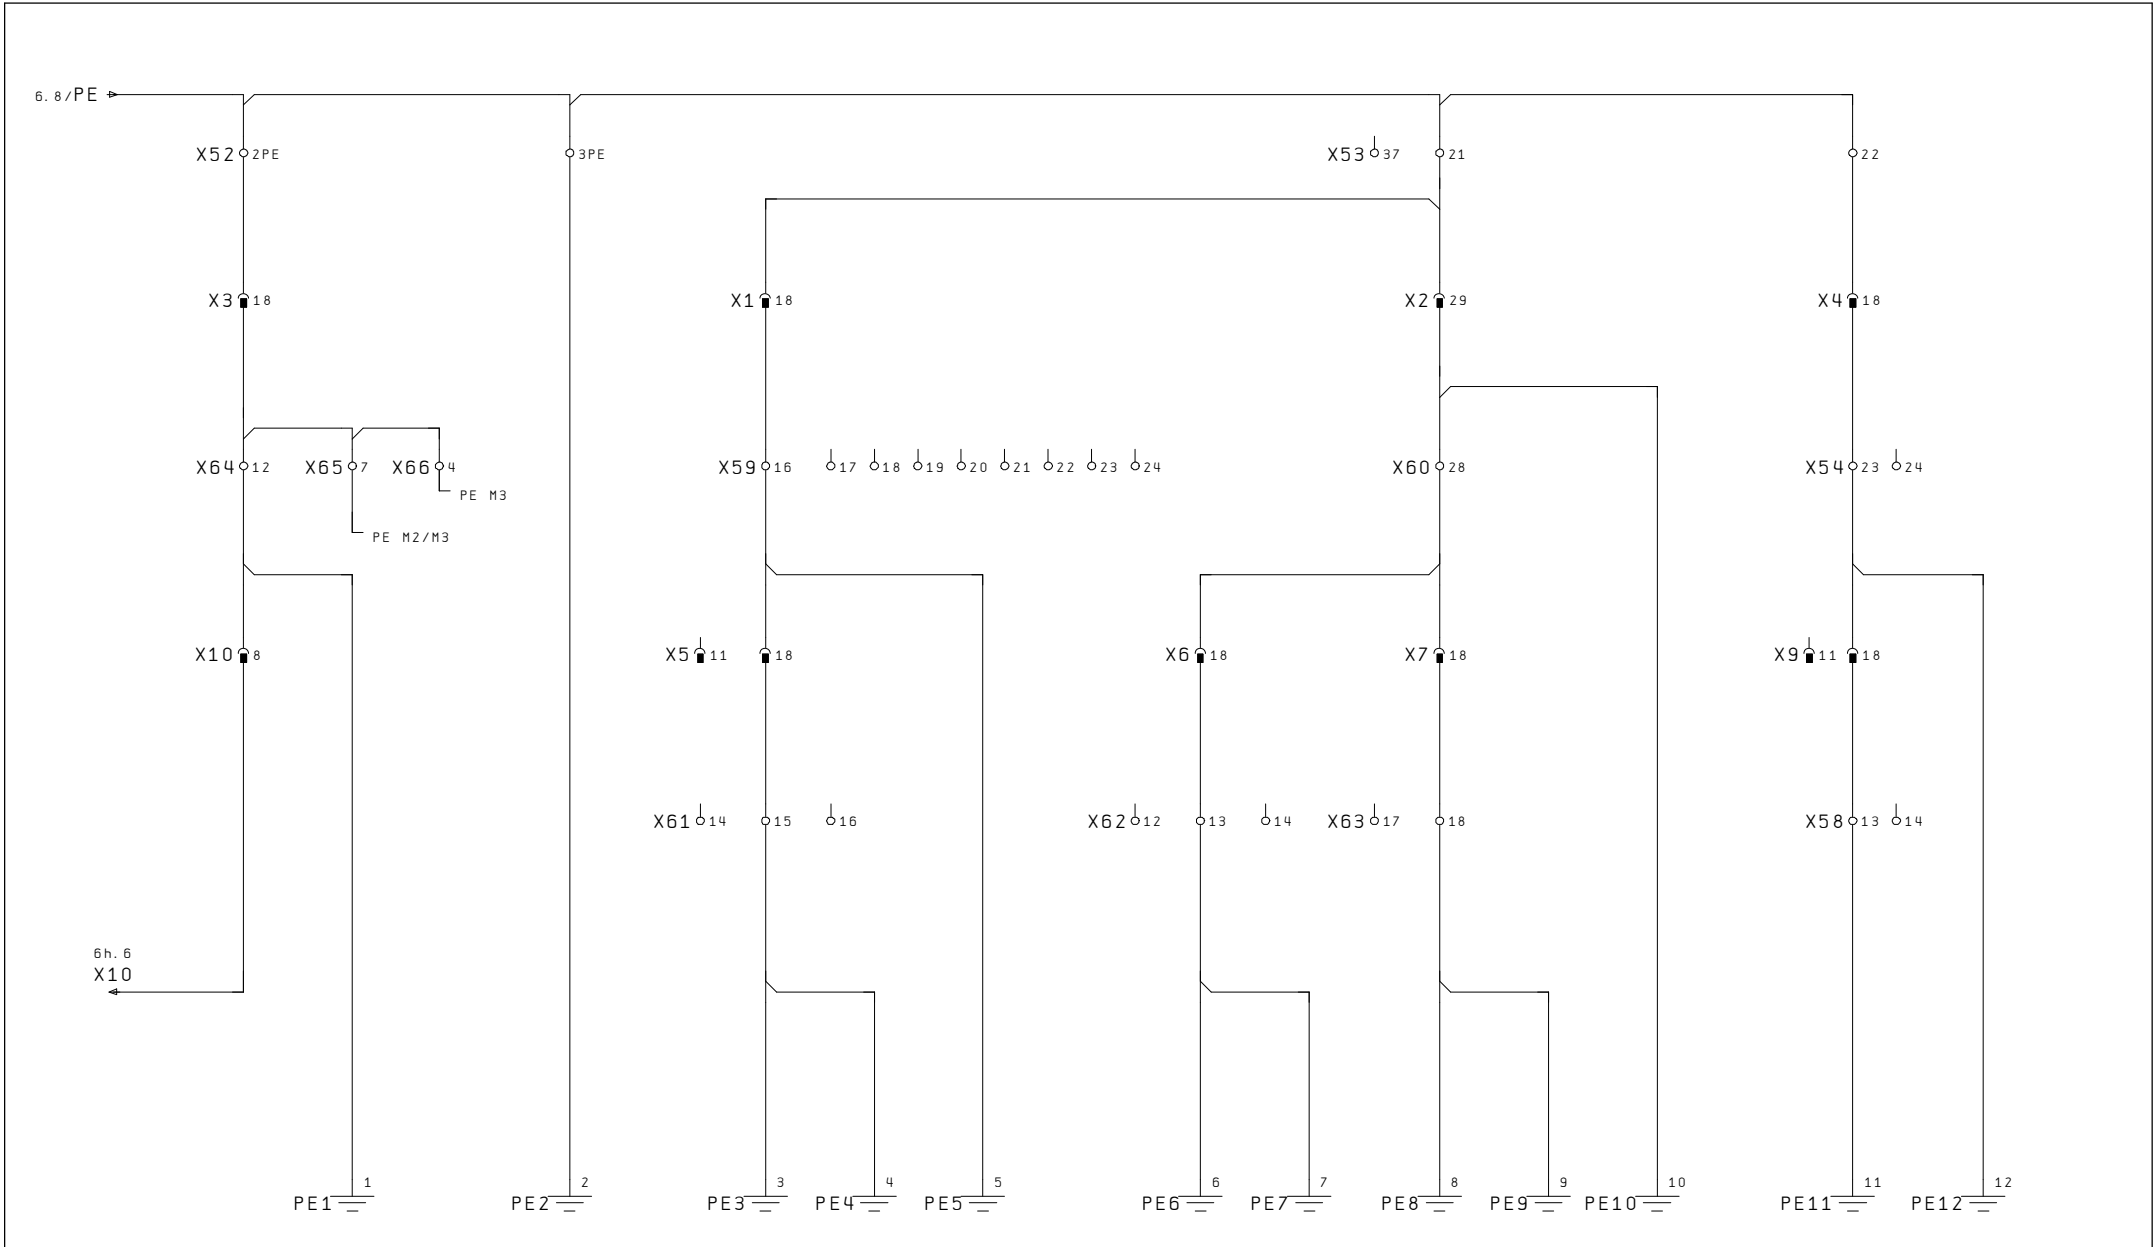 6.8/PE
X52 2PE 3PE X53 37 21 22
X3 18 X1 18 X2 29 X4 18
X64 12 X65 7 X66 4 X59 16 17 18 19 20 21 22 23 24 X60 28 X54 23 24
PE M3
PE M2/M3
X10 8 X5 11 18 X6 18 X7 18 X9 11 18
X61 14 15 16 X62 12 13 14 X63 17 18 X58 13 14
6h.6
X10
1 2 3 4 5 6 7 8 9 10 11 12
PE1 PE2 PE3 PE4 PE5 PE6 PE7 PE8 PE9 PE10 PE11 PE12